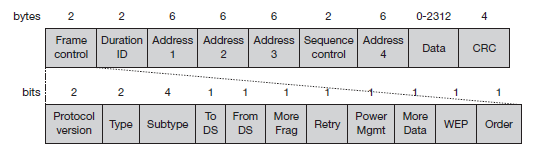 bytes 2 2 6 6 6 2 6 0-2312 4
Frame control Duration ID Address 1 Address 2 Address 3 Sequence control Address 4 Data CRC
bits 2 2 4 1 1 1 1 1 1 1 1
Protocol version Type Subtype To DS From DS More Frag Retry Power Mgmt More Data WEP Order